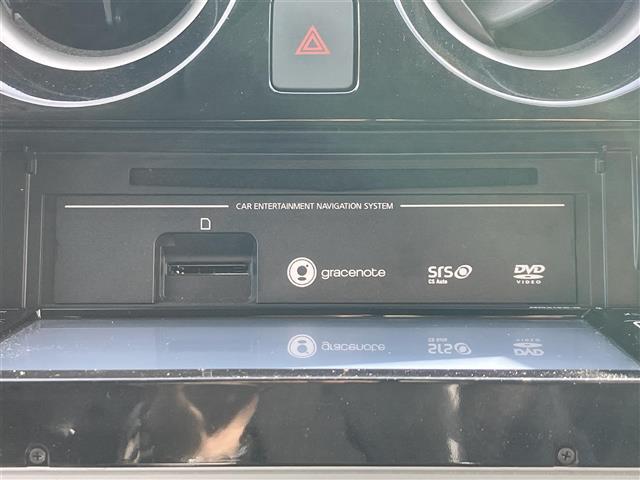 CAR ENTERTAINMENT NAVIGATION SYSTEM
gracenote
SRS
CS Auto
DVD
VIDEO